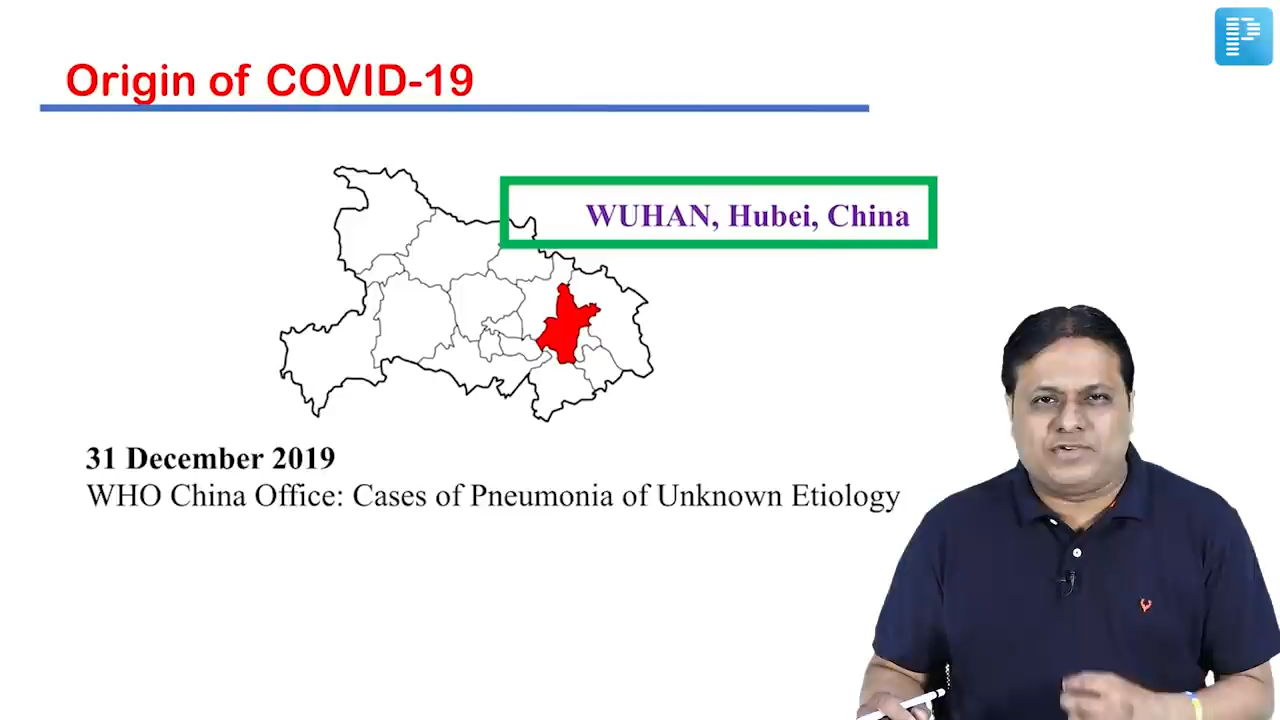 Origin of COVID-19
WUHAN, Hubei, China
31 December 2019
WHO China Office: Cases of Pneumonia of Unknown Etiology